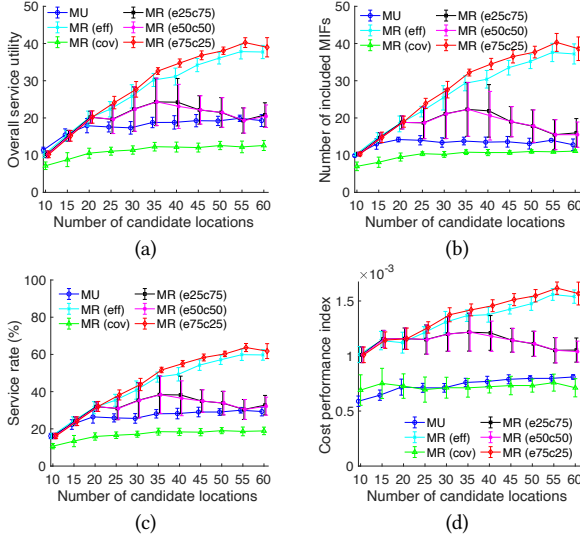 MU
MR (eff)
MR (cov)
MR (e25c75)
MR (e50c50)
MR (e75c25)
Overall service utility
50
40
30
20
10
0
10 15 20 25 30 35 40 45 50 55 60
Number of candidate locations
(a)
MU
MR (eff)
MR (cov)
MR (e25c75)
MR (e50c50)
MR (e75c25)
Number of included MIFs
50
40
30
20
10
0
10 15 20 25 30 35 40 45 50 55 60
Number of candidate locations
(b)
MU
MR (eff)
MR (cov)
MR (e25c75)
MR (e50c50)
MR (e75c25)
Service rate (%)
100
80
60
40
20
0
10 15 20 25 30 35 40 45 50 55 60
Number of candidate locations
(c)
×10⁻³
Cost performance index
1.5
1
0.5
0
MU
MR (eff)
MR (cov)
MR (e25c75)
MR (e50c50)
MR (e75c25)
10 15 20 25 30 35 40 45 50 55 60
Number of candidate locations
(d)